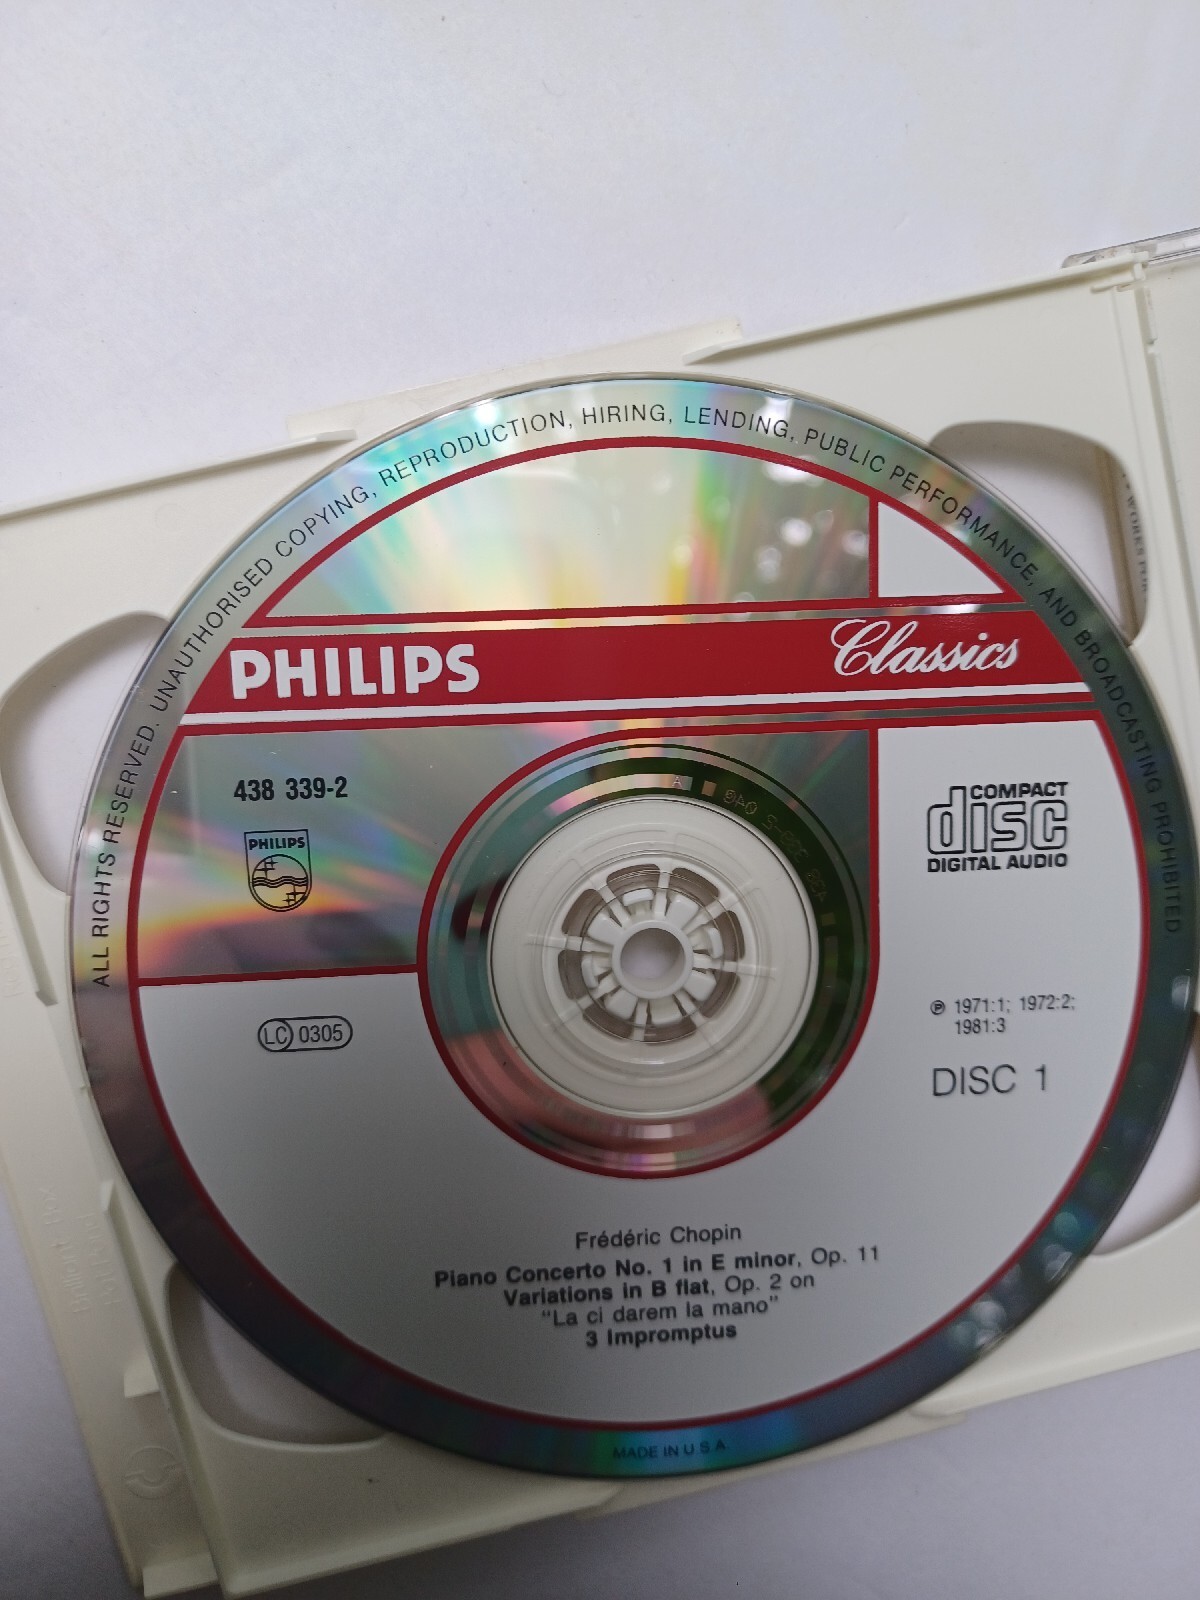 ALL RIGHTS RESERVED. UNAUTHORISED COPYING, REPRODUCTION, HIRING, LENDING, PUBLIC PERFORMANCE, AND BROADCASTING PROHIBITED.
PHILIPS Classics
438 339-2
PHILIPS
COMPACT
disc
DIGITAL AUDIO
LC 0305
℗ 1971:1; 1972:2;
1981:3
DISC 1
Frédéric Chopin
Piano Concerto No. 1 in E minor, Op. 11
Variations in B flat, Op. 2 on
"La ci darem la mano"
3 Impromptus
MADE IN U.S.A.
WORKS FOR